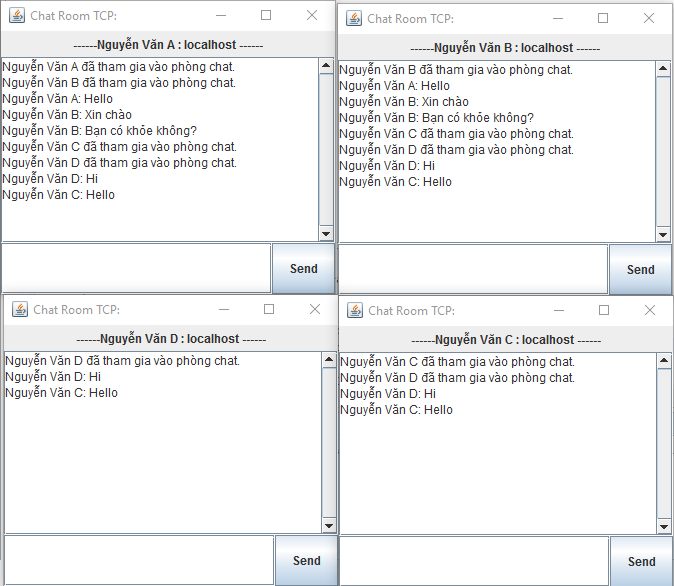 Chat Room TCP:
------Nguyễn Văn A : localhost ------
Nguyễn Văn A đã tham gia vào phòng chat.
Nguyễn Văn B đã tham gia vào phòng chat.
Nguyễn Văn A: Hello
Nguyễn Văn B: Xin chào
Nguyễn Văn B: Bạn có khỏe không?
Nguyễn Văn C đã tham gia vào phòng chat.
Nguyễn Văn D đã tham gia vào phòng chat.
Nguyễn Văn D: Hi
Nguyễn Văn C: Hello
Send
Chat Room TCP:
------Nguyễn Văn B : localhost ------
Nguyễn Văn B đã tham gia vào phòng chat.
Nguyễn Văn A: Hello
Nguyễn Văn B: Xin chào
Nguyễn Văn B: Bạn có khỏe không?
Nguyễn Văn C đã tham gia vào phòng chat.
Nguyễn Văn D đã tham gia vào phòng chat.
Nguyễn Văn D: Hi
Nguyễn Văn C: Hello
Send
Chat Room TCP:
------Nguyễn Văn D : localhost ------
Nguyễn Văn D đã tham gia vào phòng chat.
Nguyễn Văn D: Hi
Nguyễn Văn C: Hello
Send
Chat Room TCP:
------Nguyễn Văn C : localhost ------
Nguyễn Văn C đã tham gia vào phòng chat.
Nguyễn Văn D đã tham gia vào phòng chat.
Nguyễn Văn D: Hi
Nguyễn Văn C: Hello
Send